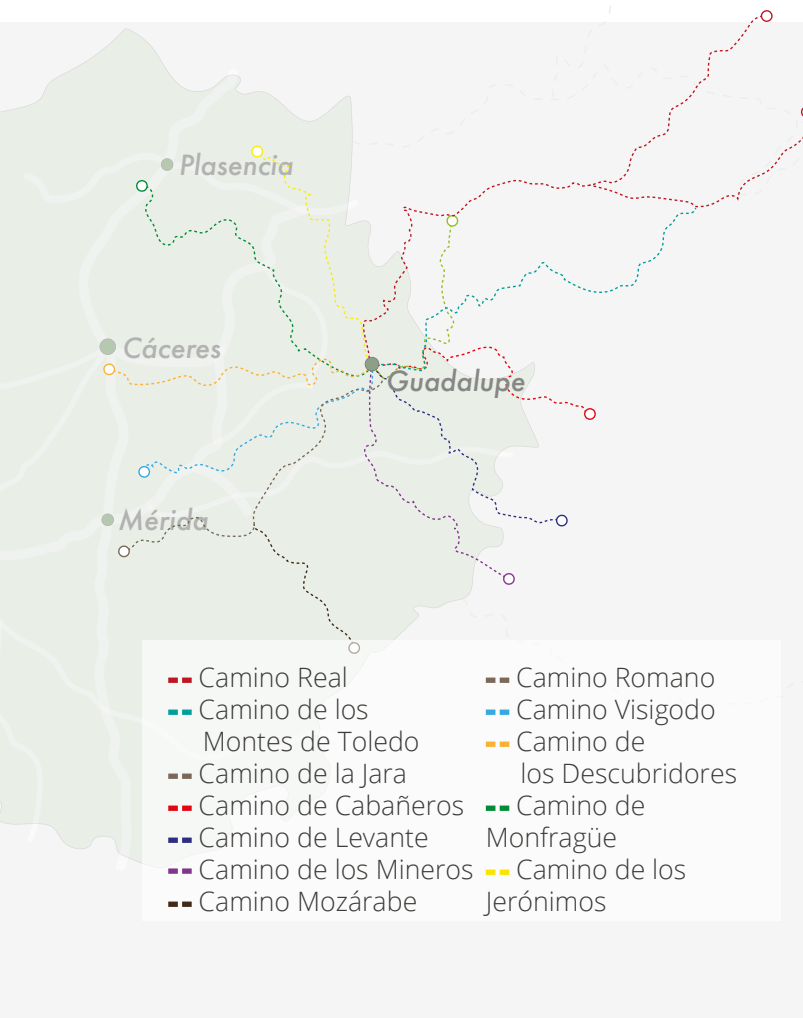 Plasencia
Cáceres
Guadalupe
Mérida
Camino Real
Camino de los
Montes de Toledo
Camino de la Jara
Camino de Cabañeros
Camino de Levante
Camino de los Mineros
Camino Mozárabe
Camino Romano
Camino Visigodo
Camino de
los Descubridores
Camino de
Monfragüe
Camino de los
Jerónimos